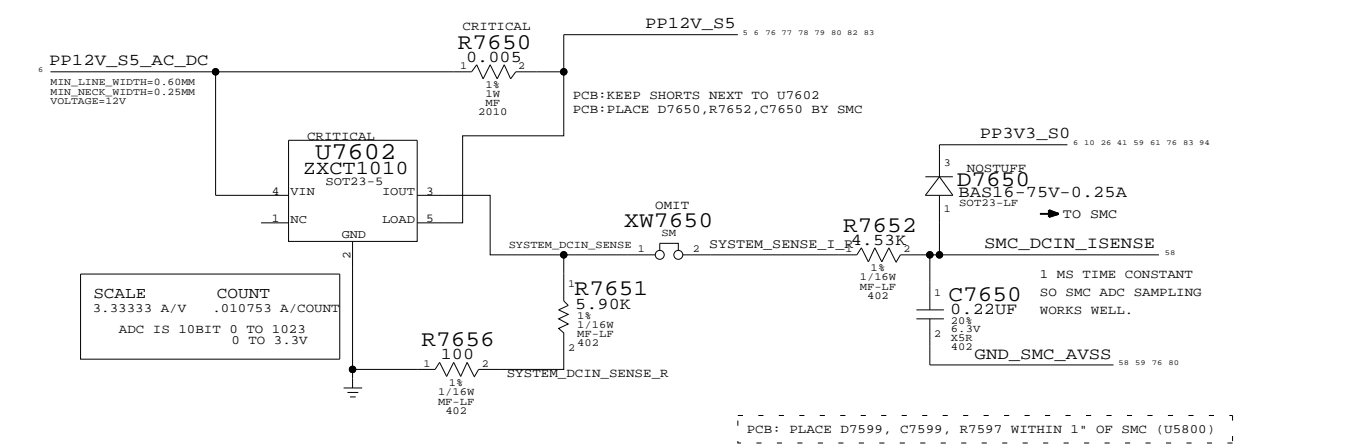 PP12V_S5
5 6 76 77 78 79 80 82 83
CRITICAL
R7650
0.005
1 2
1%
1W
MF
2010
6 PP12V_S5_AC_DC
MIN_LINE_WIDTH=0.60MM
MIN_NECK_WIDTH=0.25MM
VOLTAGE=12V
PCB:KEEP SHORTS NEXT TO U7602
PCB:PLACE D7650,R7652,C7650 BY SMC
CRITICAL
U7602
ZXCT1010
SOT23-5
4 VIN IOUT 3
1 NC LOAD 5
GND
2
PP3V3_S0
6 10 26 41 59 61 76 83 94
3
NOSTUFF
D7650
BAS16-75V-0.25A
SOT23-LF
1
TO SMC
OMIT
XW7650
SM
SYSTEM_DCIN_SENSE 1 2 SYSTEM_SENSE_I_R
R7652
4.53K
1 2
1%
1/16W
MF-LF
402
SMC_DCIN_ISENSE 58
1 MS TIME CONSTANT
SO SMC ADC SAMPLING
WORKS WELL.
1
C7650
0.22UF
20%
6.3V
X5R
402
2
GND_SMC_AVSS 58 59 76 80
1
R7651
5.90K
1%
1/16W
MF-LF
402
2
SCALE COUNT
3.33333 A/V .010753 A/COUNT
ADC IS 10BIT 0 TO 1023
0 TO 3.3V
R7656
100
1 2
1%
1/16W
MF-LF
402
SYSTEM_DCIN_SENSE_R
PCB: PLACE D7599, C7599, R7597 WITHIN 1" OF SMC (U5800)